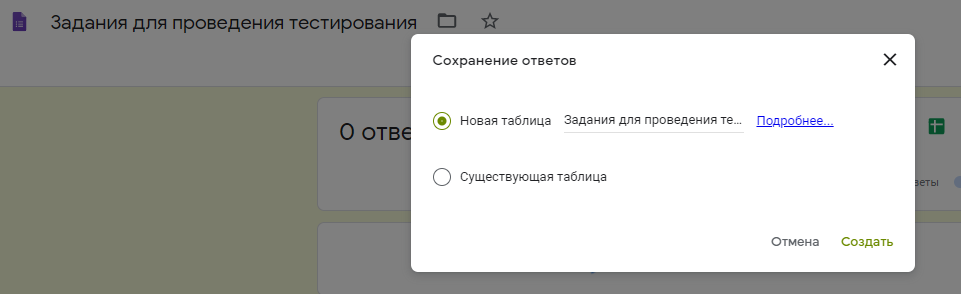 Задания для проведения тестирования
Сохранение ответов
0 отве
Новая таблица Задания для проведения те... Подробнее...
Существующая таблица
веты
Отмена Создать